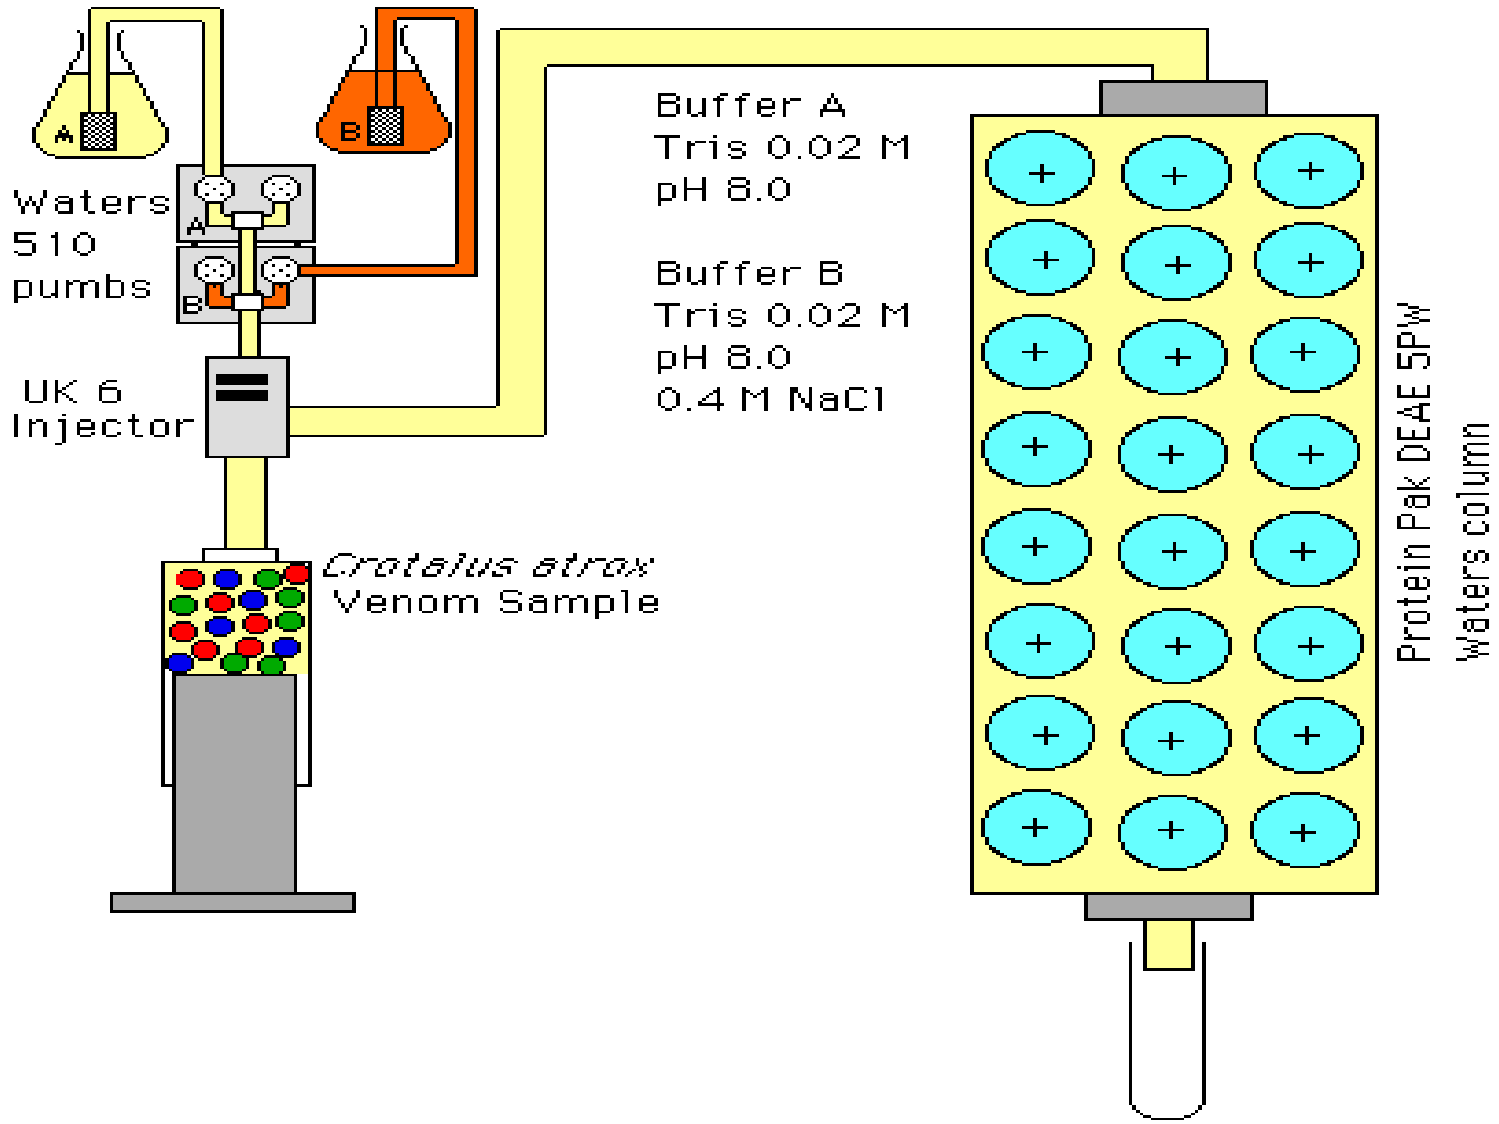 A
B
Waters
510
pumbs
A
B
UK 6
Injector
Crotalus atrox
Venom Sample
Buffer A
Tris 0.02 M
pH 8.0
Buffer B
Tris 0.02 M
pH 8.0
0.4 M NaCl
+ + +
+ + +
+ + +
+ + +
+ + +
+ + +
+ + +
+ + +
Protein Pak DEAE 5PW
Waters column